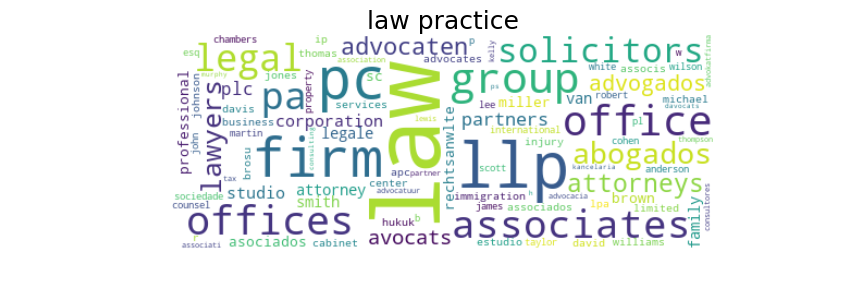 law practice
chambers
ip
advocaten
p
kelly
solicitors
w
advokatfirma
esq
legal
thomas
association
advocates
murphy
jones
pc
sc
group
white
associs
wilson
professional
johnson
john
plc
pa
property
services
lee
miller
advogados
van
robert
michael
davocats
lawyers
davis
business
corporation
law
lewis
partners
pl
office
martin
legale
international
cohen
thompson
brosu
firm
consulting
rechtsanwlte
injury
llp
abogados
scott
kancelaria
anderson
tax
apc
partner
center
attorney
advocatuur
attorneys
sociedade
studio
smith
immigration
ps
h
advocacia
lpa
brown
family
consultores
counsel
offices
hukuk
b
james
associados
limited
associates
r
associati
asociados
cabinet
avocats
estudio
taylor
david
williams